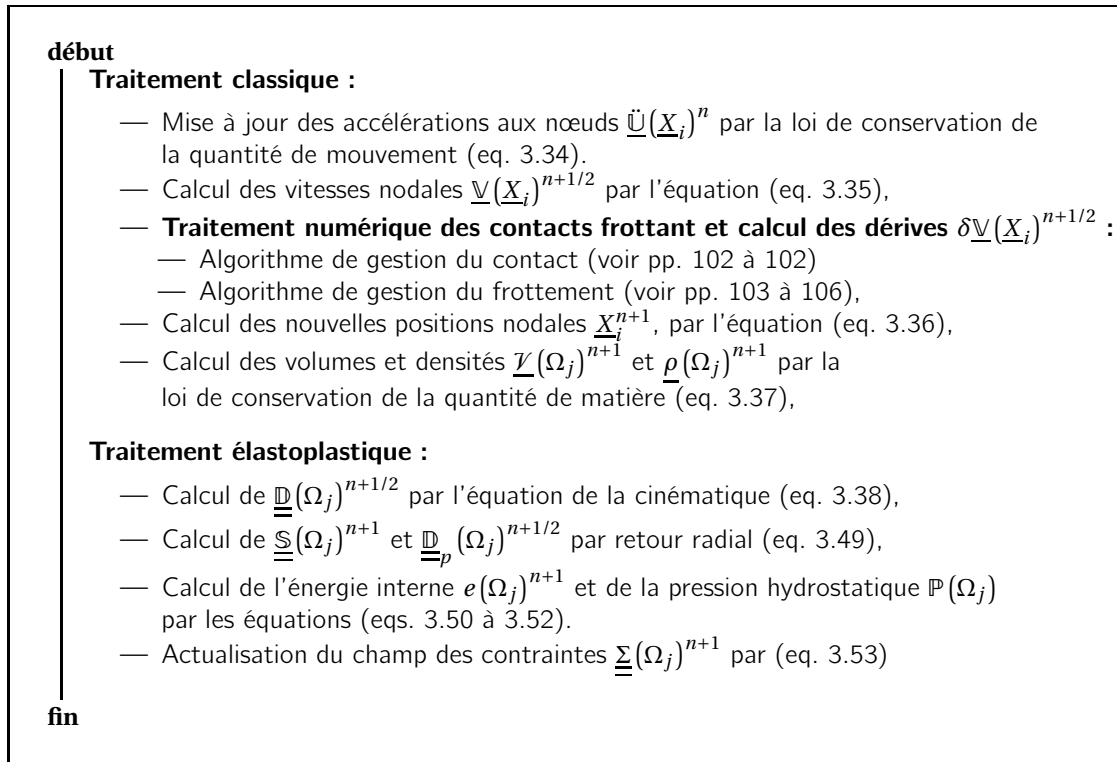 début
Traitement classique :
— Mise à jour des accélérations aux nœuds Ü(X_i)^n par la loi de conservation de
la quantité de mouvement (eq. 3.34).
— Calcul des vitesses nodales 𝕍(X_i)^{n+1/2} par l'équation (eq. 3.35),
— Traitement numérique des contacts frottant et calcul des dérives δ𝕍(X_i)^{n+1/2} :
— Algorithme de gestion du contact (voir pp. 102 à 102)
— Algorithme de gestion du frottement (voir pp. 103 à 106),
— Calcul des nouvelles positions nodales X_i^{n+1}, par l'équation (eq. 3.36),
— Calcul des volumes et densités 𝒱(Ω_j)^{n+1} et ρ(Ω_j)^{n+1} par la
loi de conservation de la quantité de matière (eq. 3.37),
Traitement élastoplastique :
— Calcul de 𝔻(Ω_j)^{n+1/2} par l'équation de la cinématique (eq. 3.38),
— Calcul de 𝕊(Ω_j)^{n+1} et 𝔻_p(Ω_j)^{n+1/2} par retour radial (eq. 3.49),
— Calcul de l'énergie interne e(Ω_j)^{n+1} et de la pression hydrostatique ℙ(Ω_j)
par les équations (eqs. 3.50 à 3.52).
— Actualisation du champ des contraintes Σ(Ω_j)^{n+1} par (eq. 3.53)
fin